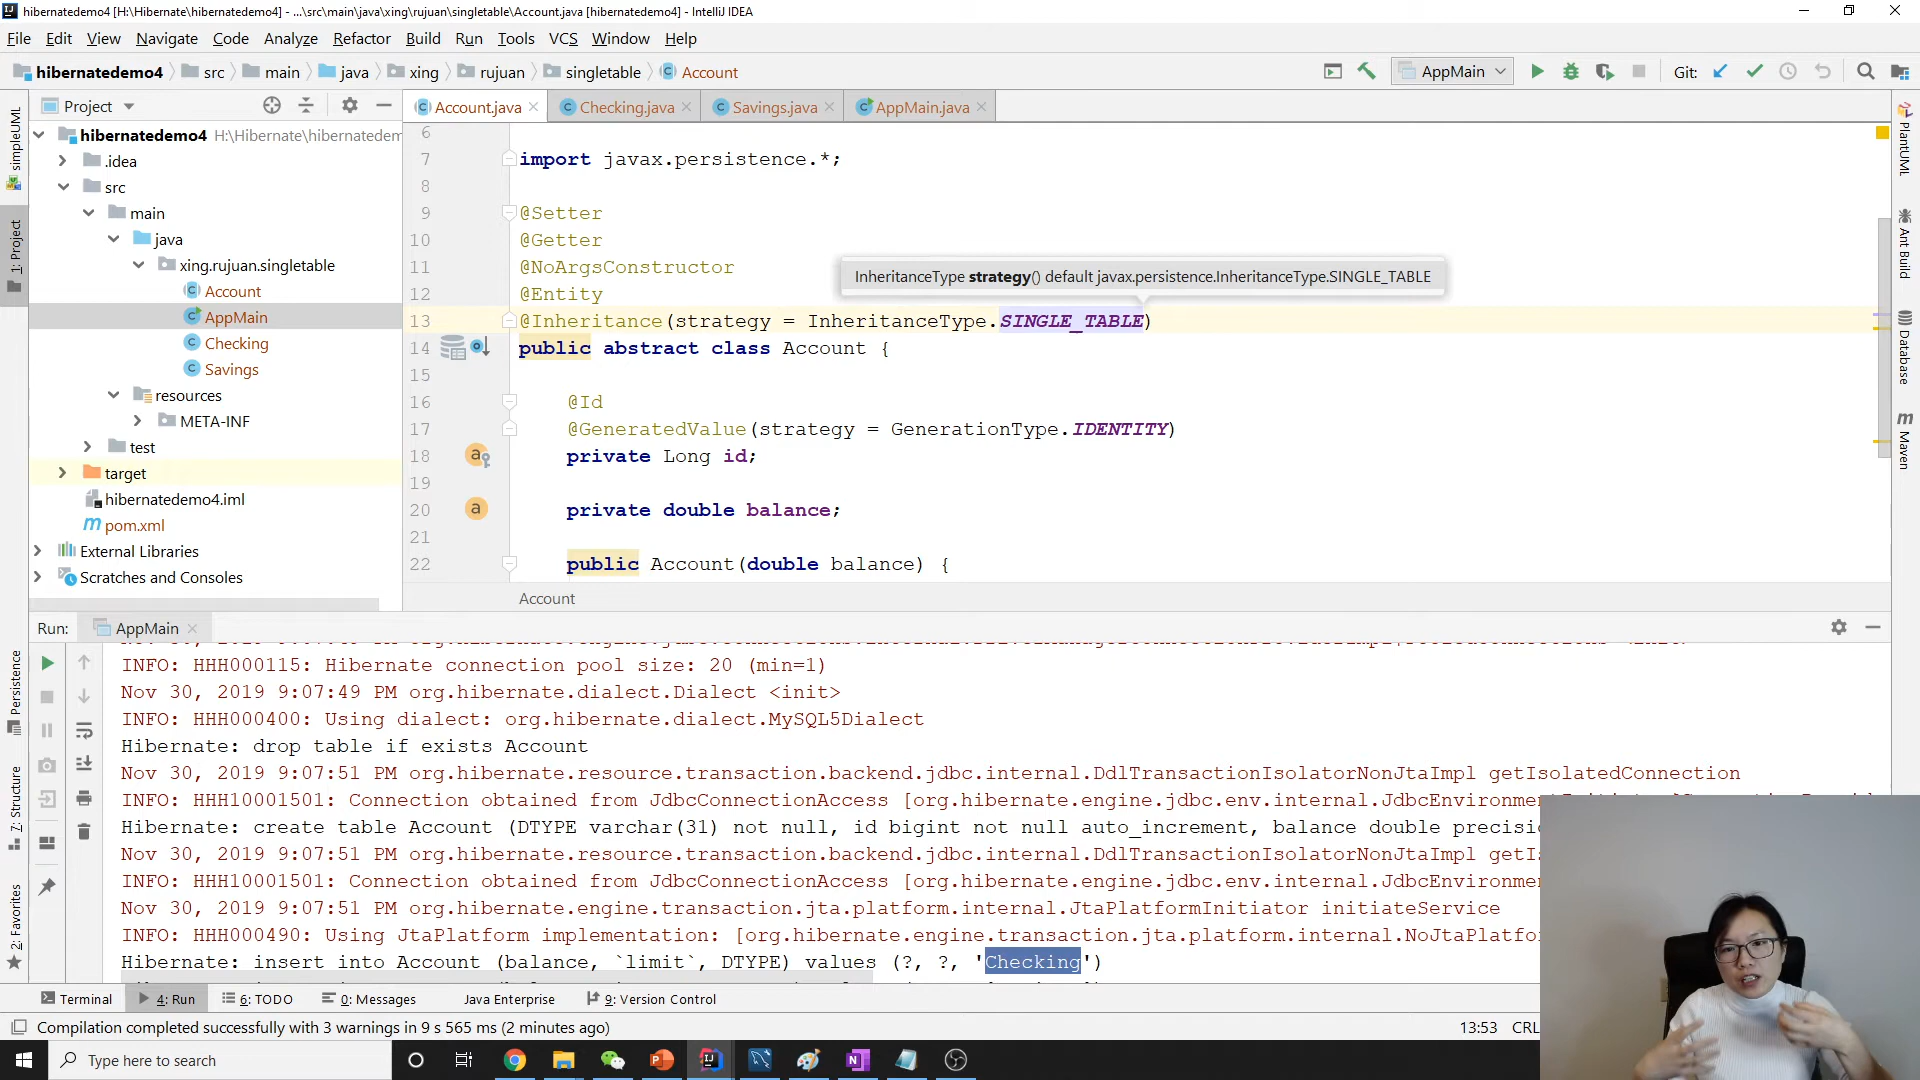 hibernatedemo4 [H:\Hibernate\hibernatedemo4] - ...\src\main\java\xing\rujuan\singletable\Account.java [hibernatedemo4] - IntelliJ IDEA
File Edit View Navigate Code Analyze Refactor Build Run Tools VCS Window Help
hibernatedemo4 src main java xing rujuan singletable Account AppMain Git:
Project Account.java Checking.java Savings.java AppMain.java
hibernatedemo4 H:\Hibernate\hibernatedem
.idea
src
main
java
xing.rujuan.singletable
Account
AppMain
Checking
Savings
resources
META-INF
test
target
hibernatedemo4.iml
pom.xml
External Libraries
Scratches and Consoles
simpleUML
1: Project
Persistence
7: Structure
2: Favorites
6
7 import javax.persistence.*;
8
9 @Setter
10 @Getter
11 @NoArgsConstructor
InheritanceType strategy() default javax.persistence.InheritanceType.SINGLE_TABLE
12 @Entity
13 @Inheritance(strategy = InheritanceType.SINGLE_TABLE)
14 public abstract class Account {
15
16 @Id
17 @GeneratedValue(strategy = GenerationType.IDENTITY)
18 private Long id;
19
20 private double balance;
21
22 public Account(double balance) {
Account
PlantUML
Ant Build
Database
Maven
Run: AppMain
INFO: HHH000115: Hibernate connection pool size: 20 (min=1)
Nov 30, 2019 9:07:49 PM org.hibernate.dialect.Dialect <init>
INFO: HHH000400: Using dialect: org.hibernate.dialect.MySQL5Dialect
Hibernate: drop table if exists Account
Nov 30, 2019 9:07:51 PM org.hibernate.resource.transaction.backend.jdbc.internal.DdlTransactionIsolatorNonJtaImpl getIsolatedConnection
INFO: HHH10001501: Connection obtained from JdbcConnectionAccess [org.hibernate.engine.jdbc.env.internal.JdbcEnvironment
Hibernate: create table Account (DTYPE varchar(31) not null, id bigint not null auto_increment, balance double precisi
Nov 30, 2019 9:07:51 PM org.hibernate.resource.transaction.backend.jdbc.internal.DdlTransactionIsolatorNonJtaImpl getIs
INFO: HHH10001501: Connection obtained from JdbcConnectionAccess [org.hibernate.engine.jdbc.env.internal.JdbcEnvironme
Nov 30, 2019 9:07:51 PM org.hibernate.engine.transaction.jta.platform.internal.JtaPlatformInitiator initiateService
INFO: HHH000490: Using JtaPlatform implementation: [org.hibernate.engine.transaction.jta.platform.internal.NoJtaPlatfo
Hibernate: insert into Account (balance, `limit`, DTYPE) values (?, ?, 'Checking')
Terminal 4: Run 6: TODO 0: Messages Java Enterprise 9: Version Control
Compilation completed successfully with 3 warnings in 9 s 565 ms (2 minutes ago) 13:53 CRL
Type here to search